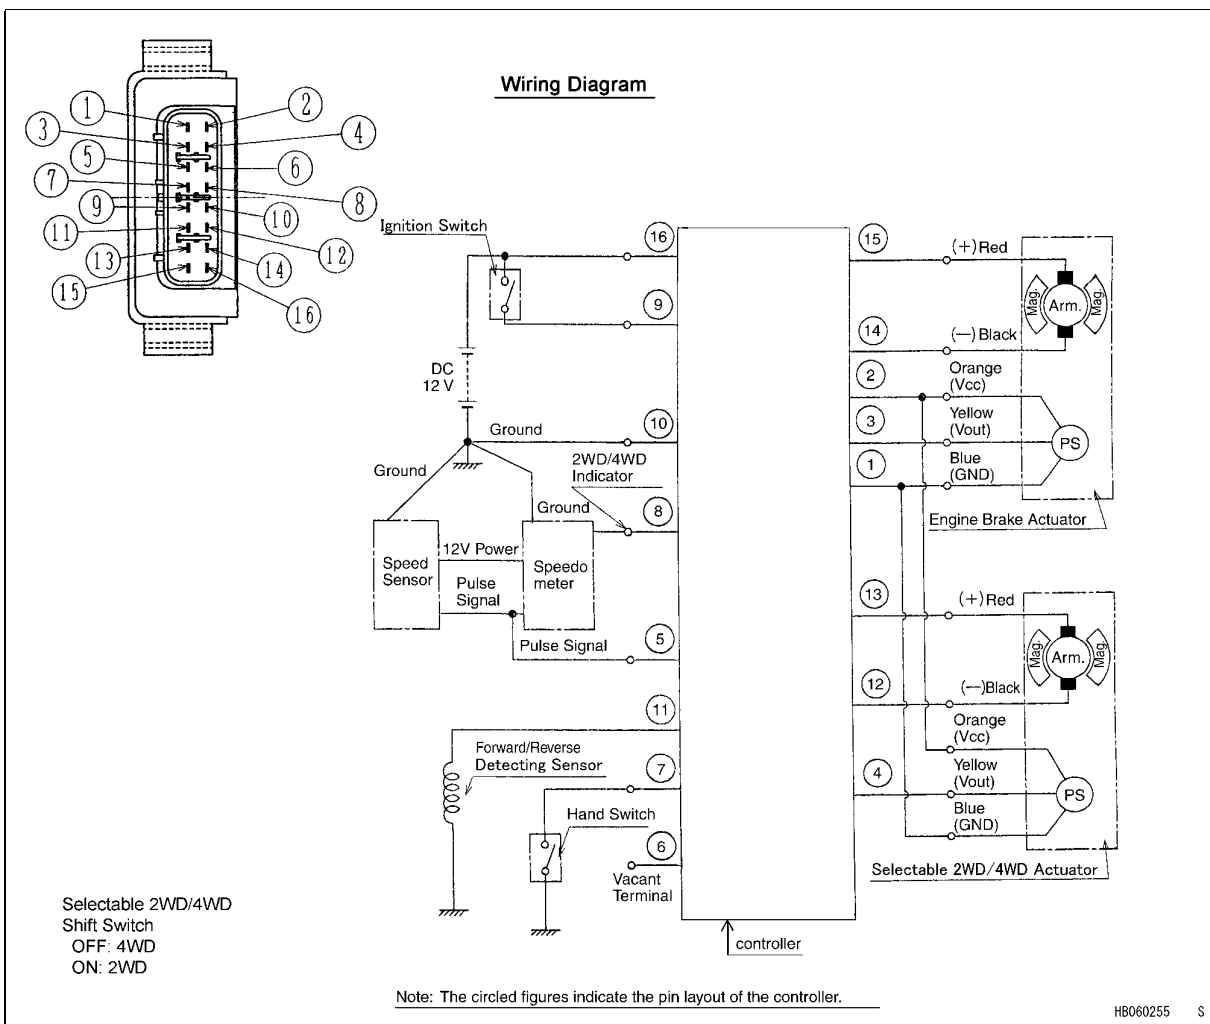 Wiring Diagram
1
2
3
4
5
6
7
8
9
10
11
12
13
14
15
16
Ignition Switch
16
9
DC
12 V
Ground
10
Ground
2WD/4WD
Indicator
Ground
8
Speed
Sensor
12V Power
Pulse
Signal
Speedo
meter
Pulse Signal
5
11
Forward/Reverse
Detecting Sensor
7
Hand Switch
6
Vacant
Terminal
controller
15
(+)Red
Mag.
Arm.
Mag.
14
(—)Black
2
Orange
(Vcc)
3
Yellow
(Vout)
PS
1
Blue
(GND)
Engine Brake Actuator
13
(+)Red
Mag.
Arm.
Mag.
12
(—)Black
Orange
(Vcc)
4
Yellow
(Vout)
PS
Blue
(GND)
Selectable 2WD/4WD Actuator
Selectable 2WD/4WD
Shift Switch
OFF: 4WD
ON: 2WD
Note: The circled figures indicate the pin layout of the controller.
HB060255 S